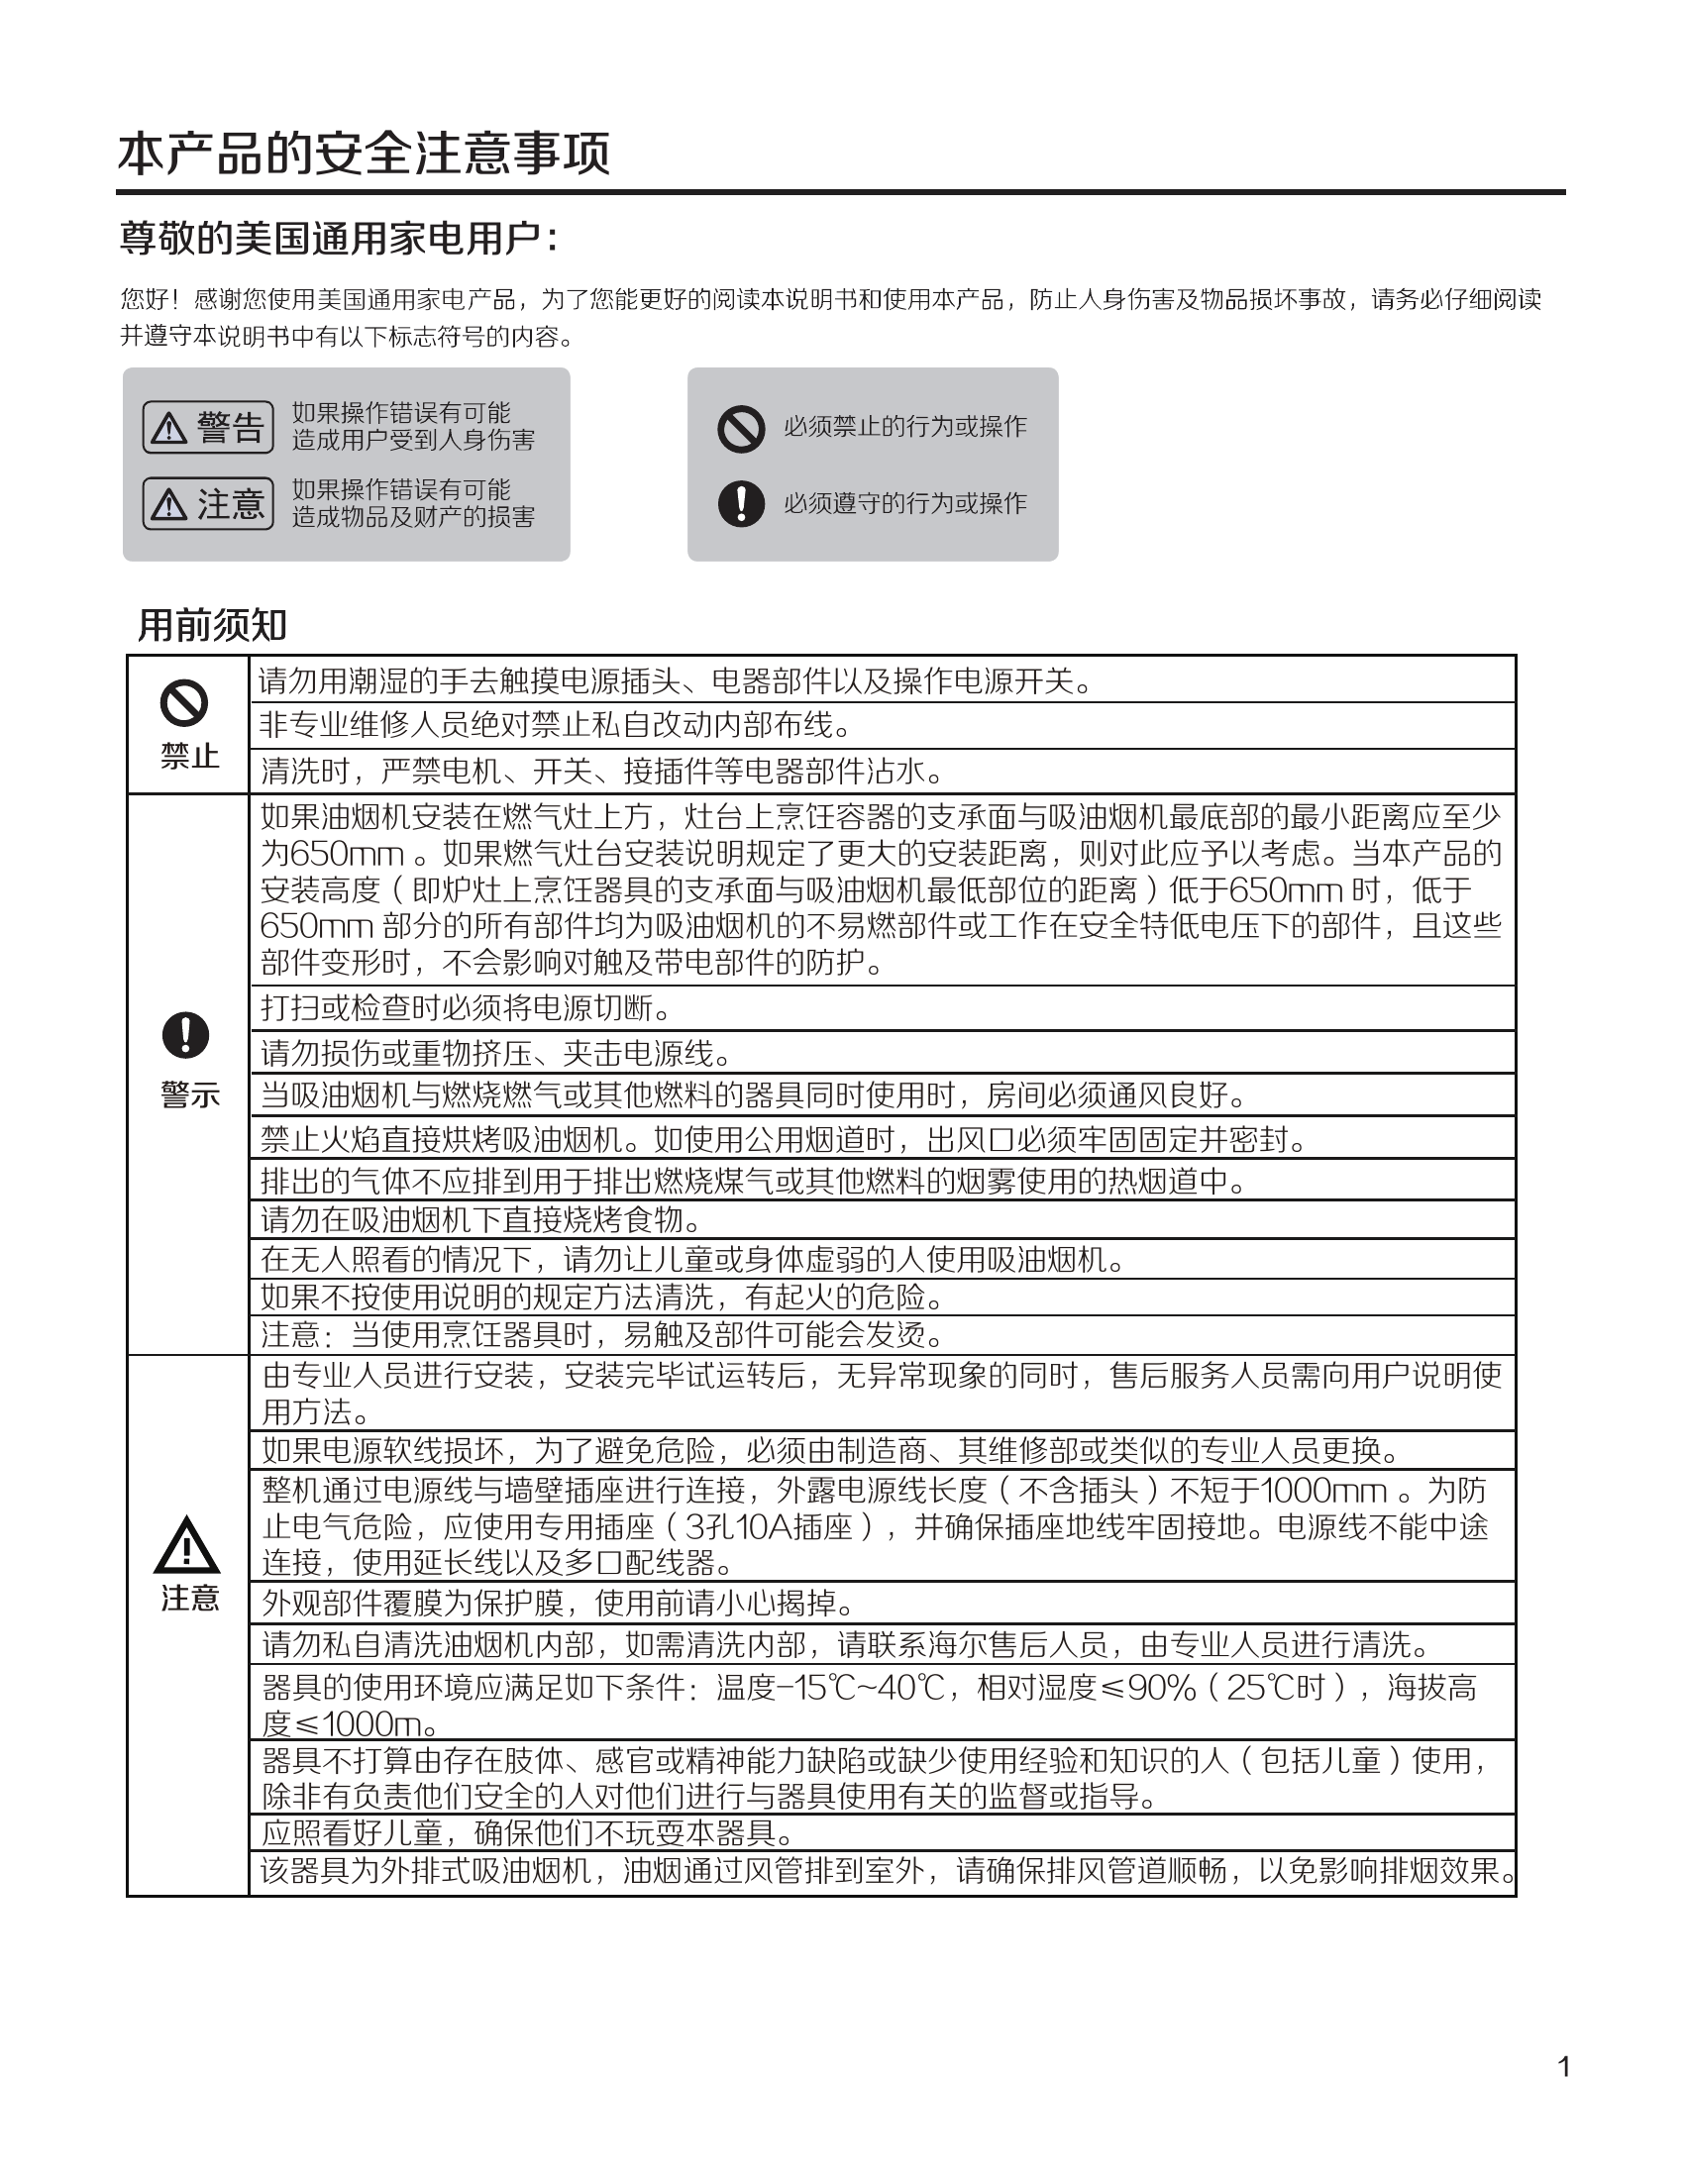 本产品的安全注意事项
尊敬的美国通用家电用户：
您好！感谢您使用美国通用家电产品，为了您能更好的阅读本说明书和使用本产品，防止人身伤害及物品损坏事故，请务必仔细阅读
并遵守本说明书中有以下标志符号的内容。
警告
如果操作错误有可能
造成用户受到人身伤害
注意
如果操作错误有可能
造成物品及财产的损害
必须禁止的行为或操作
必须遵守的行为或操作
用前须知
禁止
请勿用潮湿的手去触摸电源插头、电器部件以及操作电源开关。
非专业维修人员绝对禁止私自改动内部布线。
清洗时，严禁电机、开关、接插件等电器部件沾水。
警示
如果油烟机安装在燃气灶上方，灶台上烹饪容器的支承面与吸油烟机最底部的最小距离应至少
为650mm 。如果燃气灶台安装说明规定了更大的安装距离，则对此应予以考虑。当本产品的
安装高度（即炉灶上烹饪器具的支承面与吸油烟机最低部位的距离）低于650mm 时，低于
650mm 部分的所有部件均为吸油烟机的不易燃部件或工作在安全特低电压下的部件，且这些
部件变形时，不会影响对触及带电部件的防护。
打扫或检查时必须将电源切断。
请勿损伤或重物挤压、夹击电源线。
当吸油烟机与燃烧燃气或其他燃料的器具同时使用时，房间必须通风良好。
禁止火焰直接烘烤吸油烟机。如使用公用烟道时，出风口必须牢固固定并密封。
排出的气体不应排到用于排出燃烧煤气或其他燃料的烟雾使用的热烟道中。
请勿在吸油烟机下直接烧烤食物。
在无人照看的情况下，请勿让儿童或身体虚弱的人使用吸油烟机。
如果不按使用说明的规定方法清洗，有起火的危险。
注意：当使用烹饪器具时，易触及部件可能会发烫。
注意
由专业人员进行安装，安装完毕试运转后，无异常现象的同时，售后服务人员需向用户说明使
用方法。
如果电源软线损坏，为了避免危险，必须由制造商、其维修部或类似的专业人员更换。
整机通过电源线与墙壁插座进行连接，外露电源线长度（不含插头）不短于1000mm 。为防
止电气危险，应使用专用插座（3孔10A插座），并确保插座地线牢固接地。电源线不能中途
连接，使用延长线以及多口配线器。
外观部件覆膜为保护膜，使用前请小心揭掉。
请勿私自清洗油烟机内部，如需清洗内部，请联系海尔售后人员，由专业人员进行清洗。
器具的使用环境应满足如下条件：温度-15℃~40℃，相对湿度≤90%（25℃时），海拔高
度≤1000m。
器具不打算由存在肢体、感官或精神能力缺陷或缺少使用经验和知识的人（包括儿童）使用，
除非有负责他们安全的人对他们进行与器具使用有关的监督或指导。
应照看好儿童，确保他们不玩耍本器具。
该器具为外排式吸油烟机，油烟通过风管排到室外，请确保排风管道顺畅，以免影响排烟效果。
1